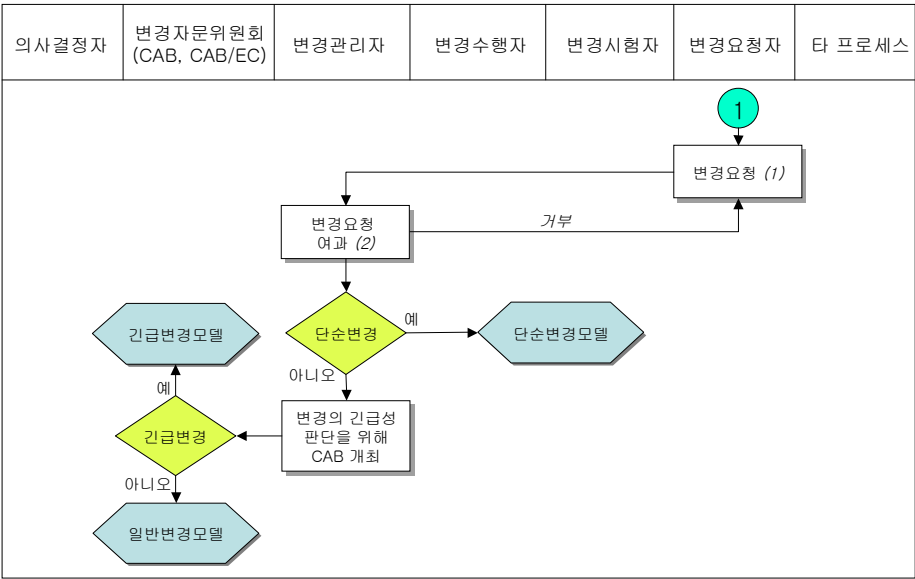 의사결정자
변경자문위원회
(CAB, CAB/EC)
변경관리자
변경수행자
변경시험자
변경요청자
타 프로세스
1
변경요청 (1)
변경요청
여과 (2)
거부
긴급변경모델
단순변경
예
단순변경모델
아니오
예
변경의 긴급성
판단을 위해
CAB 개최
긴급변경
아니오
일반변경모델